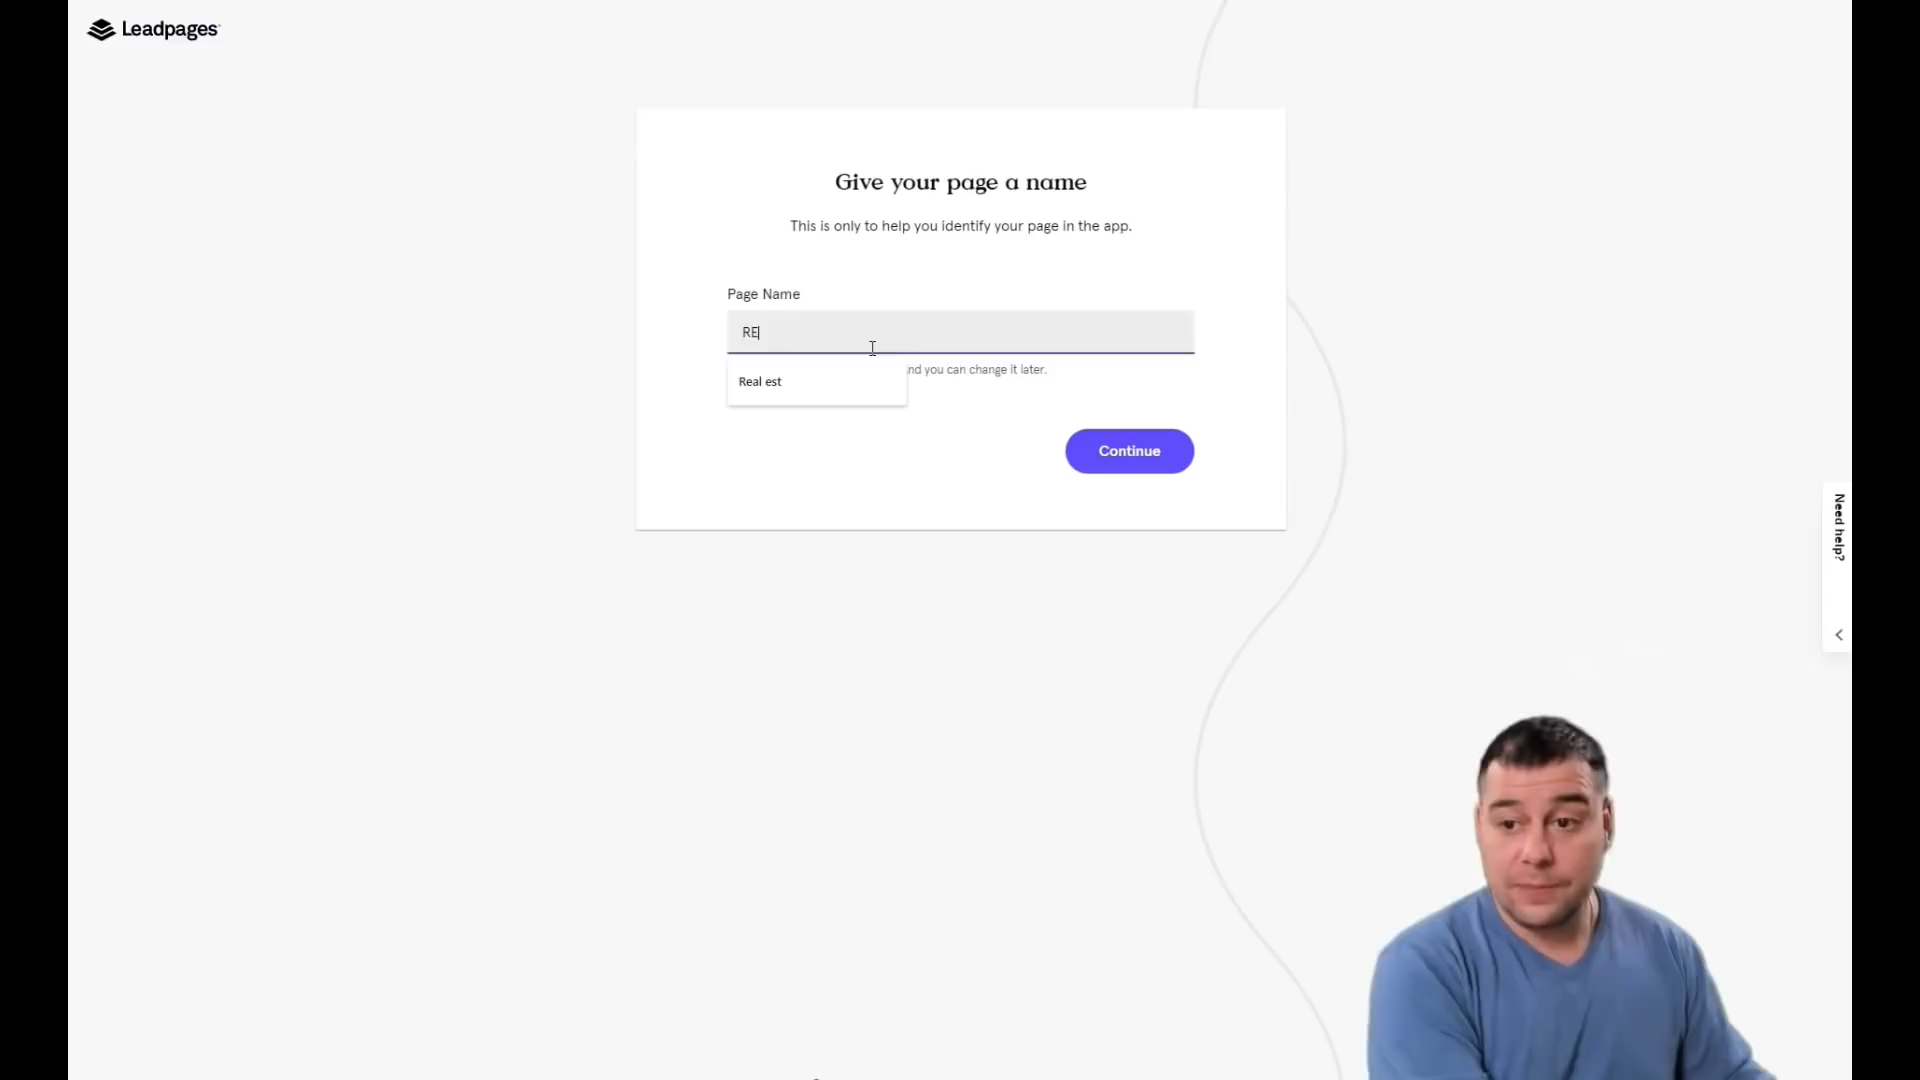 Leadpages
Give your page a name
This is only to help you identify your page in the app.
Page Name
RE
nd you can change it later.
Real est
Continue
Need help?